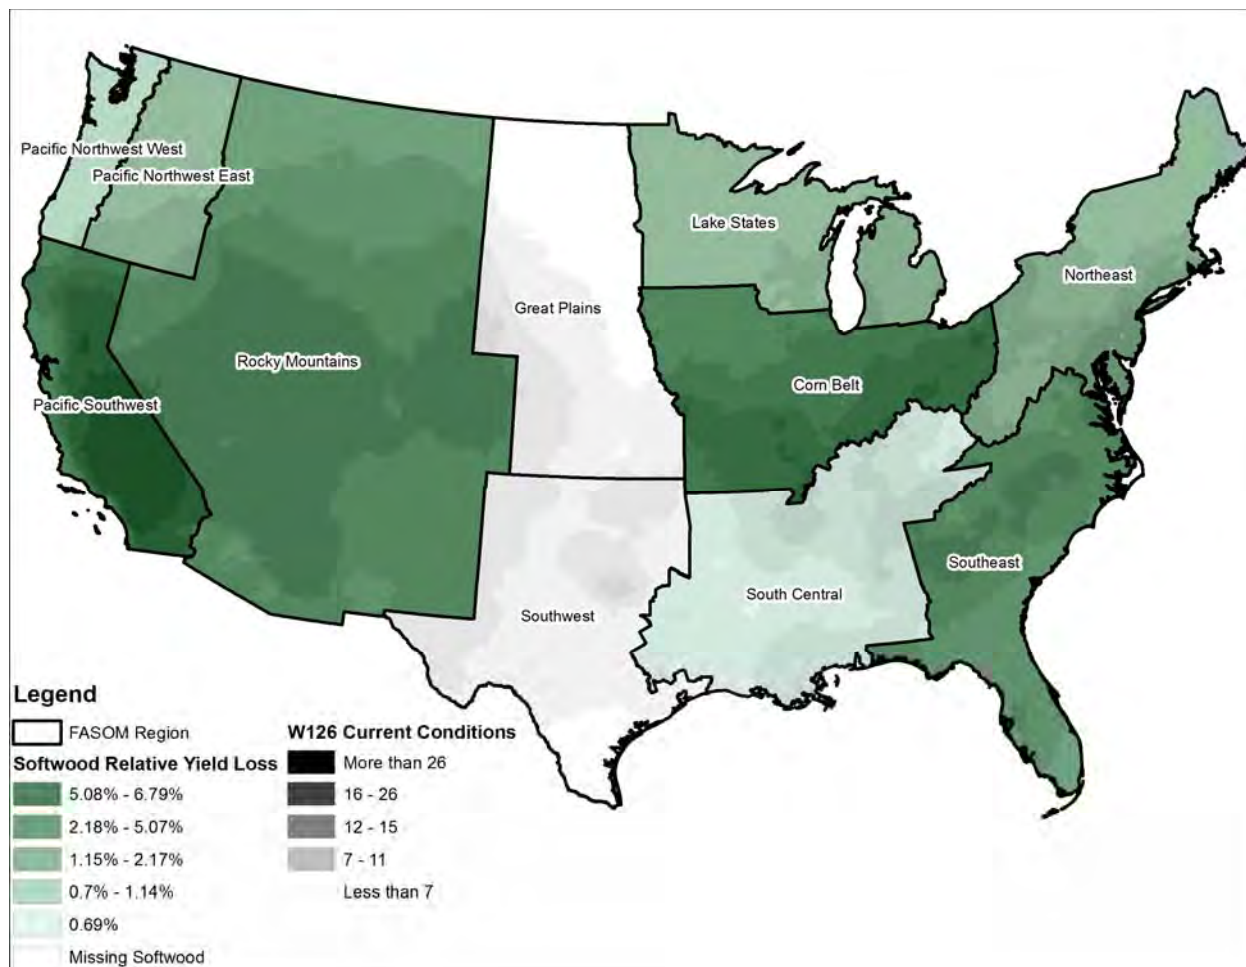 Pacific Northwest West
Pacific Northwest East
Lake States
Northeast
Great Plains
Rocky Mountains
Corn Belt
Pacific Southwest
Southeast
South Central
Southwest
Legend
FASOM Region
Softwood Relative Yield Loss
5.08% - 6.79%
2.18% - 5.07%
1.15% - 2.17%
0.7% - 1.14%
0.69%
Missing Softwood
W126 Current Conditions
More than 26
16 - 26
12 - 15
7 - 11
Less than 7